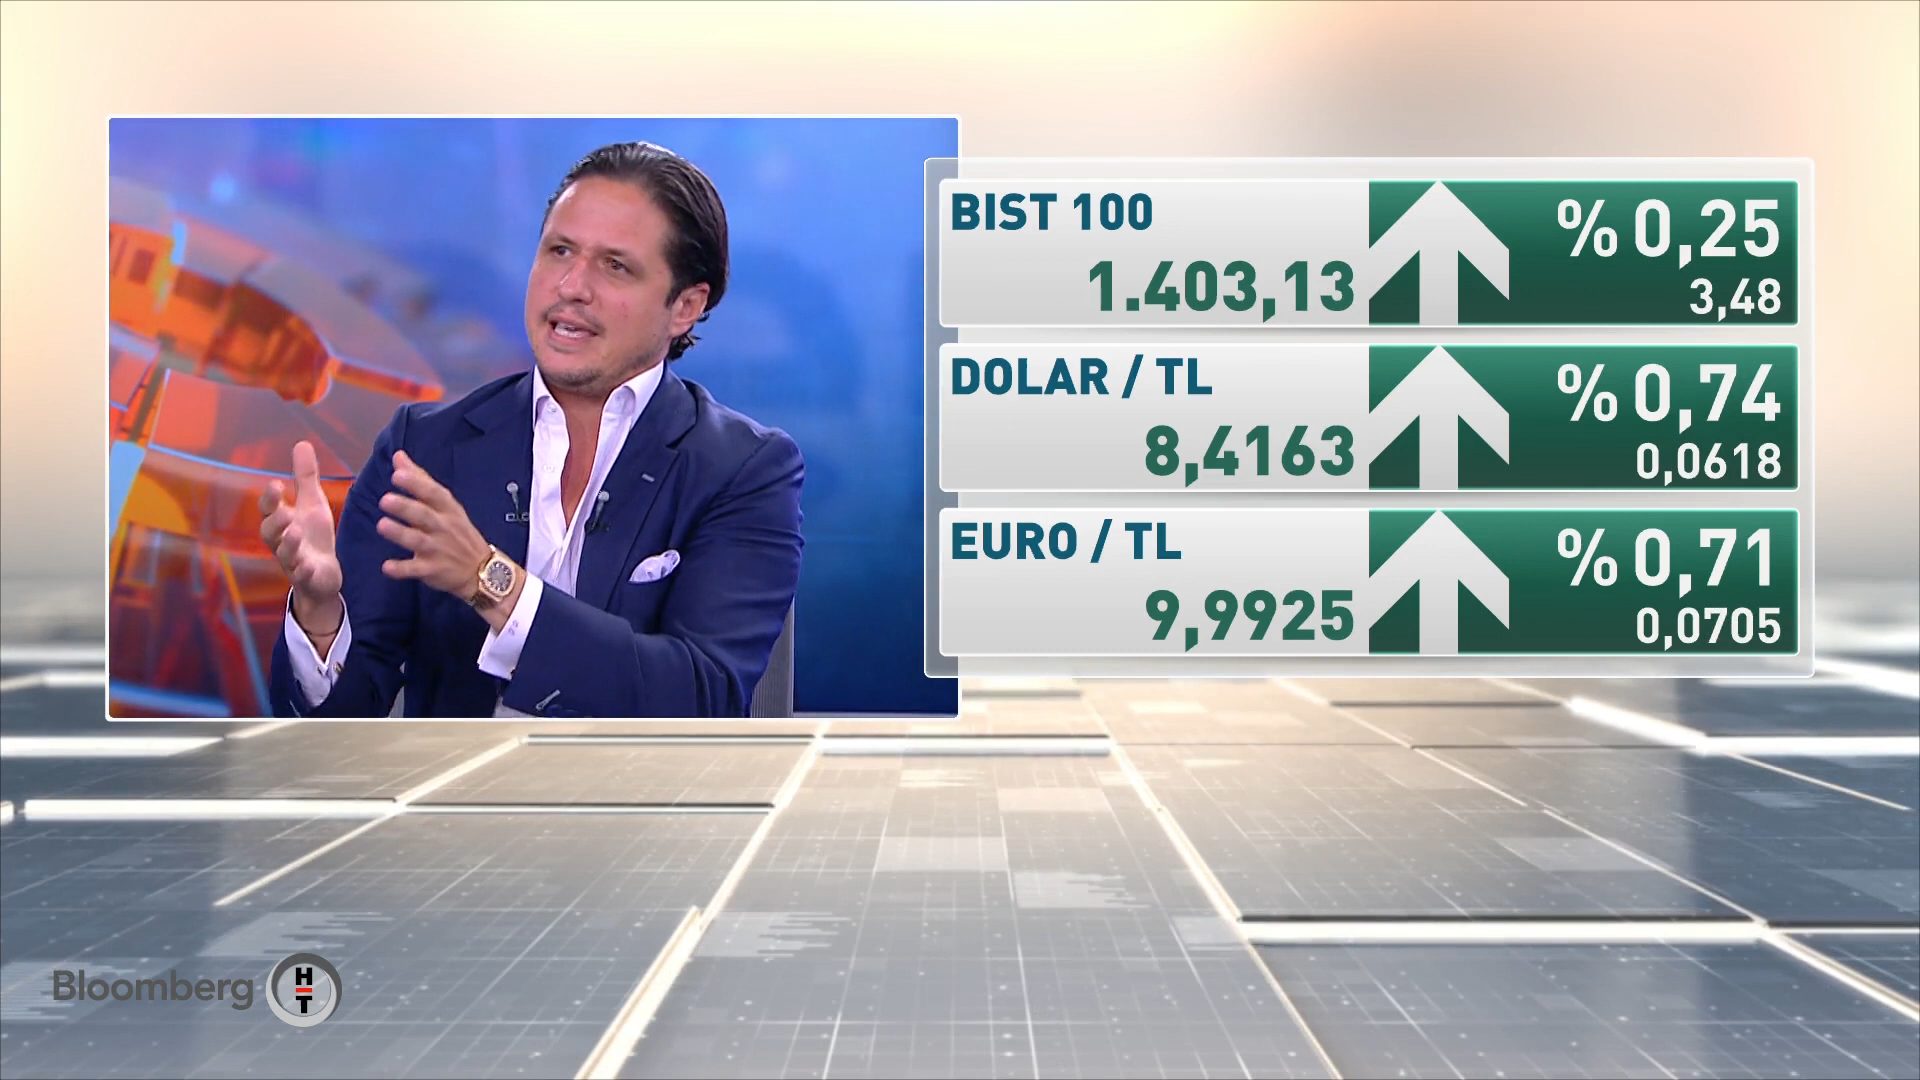 BIST 100
1.403,13
% 0,25
3,48
DOLAR / TL
8,4163
% 0,74
0,0618
EURO / TL
9,9925
% 0,71
0,0705
Bloomberg HT